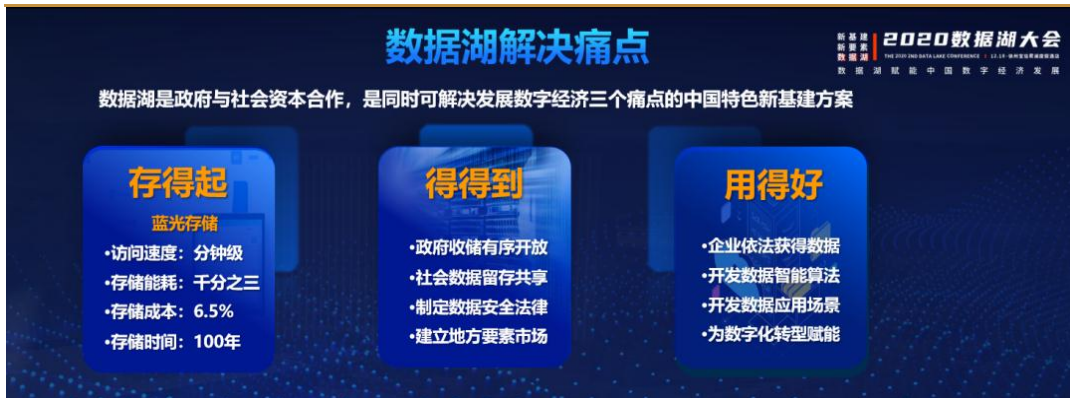 数据湖解决痛点
新基建
新要素
数据湖
2020数据湖大会
THE 2020 2ND DATA LAKE CONFERENCE
数据湖赋能中国数字经济发展
数据湖是政府与社会资本合作，是同时可解决发展数字经济三个痛点的中国特色新基建方案
存得起
蓝光存储
•访问速度：分钟级
•存储能耗：千分之三
•存储成本：6.5%
•存储时间：100年
得得到
•政府收储有序开放
•社会数据留存共享
•制定数据安全法律
•建立地方要素市场
用得好
•企业依法获得数据
•开发数据智能算法
•开发数据应用场景
•为数字化转型赋能